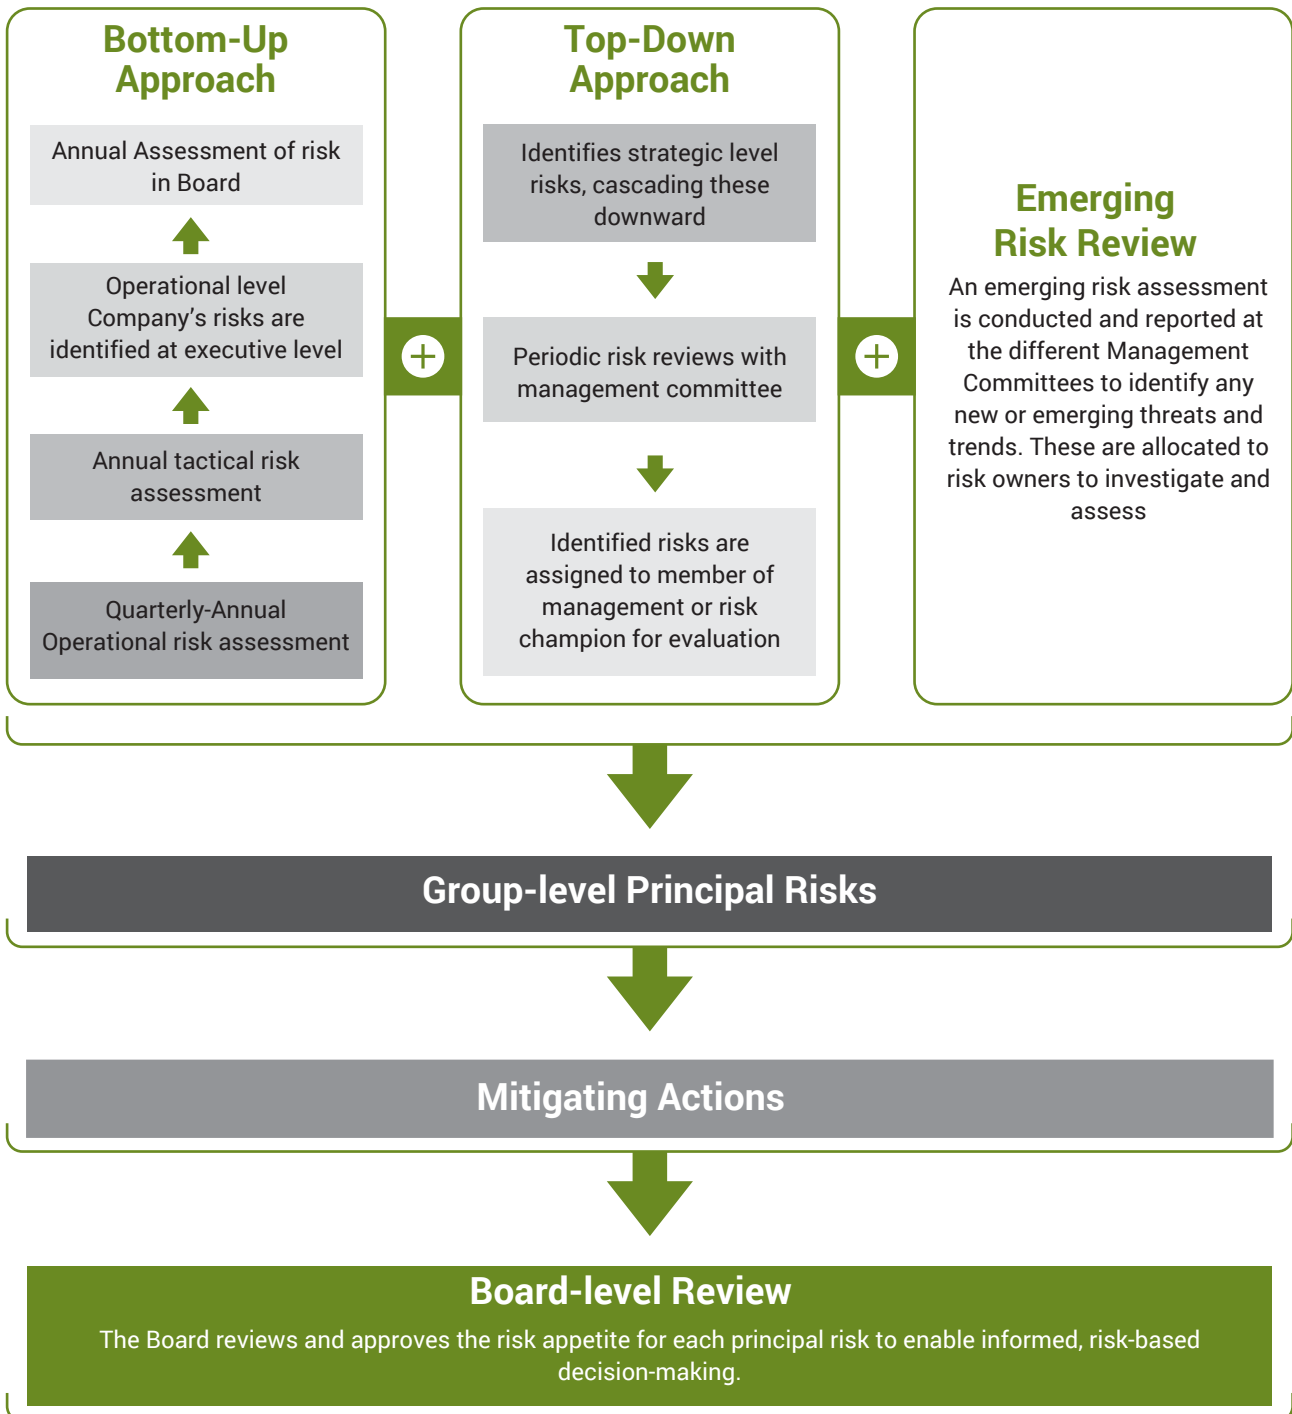 Bottom-Up
Approach
Annual Assessment of risk
in Board
Operational level
Company’s risks are
identified at executive level
Annual tactical risk
assessment
Quarterly-Annual
Operational risk assessment
Top-Down
Approach
Identifies strategic level
risks, cascading these
downward
Periodic risk reviews with
management committee
Identified risks are
assigned to member of
management or risk
champion for evaluation
Emerging
Risk Review
An emerging risk assessment
is conducted and reported at
the different Management
Committees to identify any
new or emerging threats and
trends. These are allocated to
risk owners to investigate and
assess
Group-level Principal Risks
Mitigating Actions
Board-level Review
The Board reviews and approves the risk appetite for each principal risk to enable informed, risk-based
decision-making.